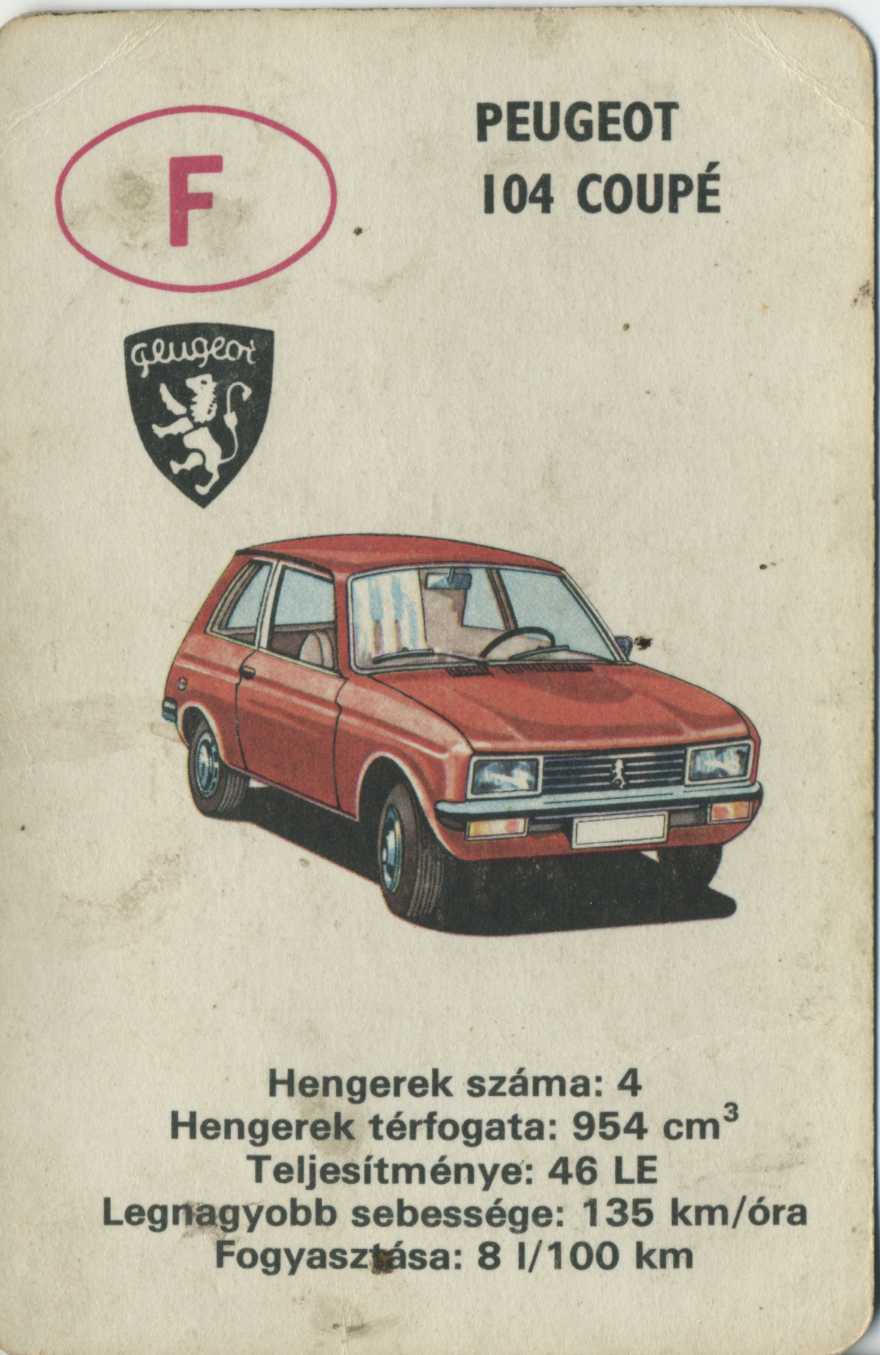 F
PEUGEOT
104 COUPÉ
peugeot
Hengerek száma: 4
Hengerek térfogata: 954 cm³
Teljesítménye: 46 LE
Legnagyobb sebessége: 135 km/óra
Fogyasztása: 8 l/100 km